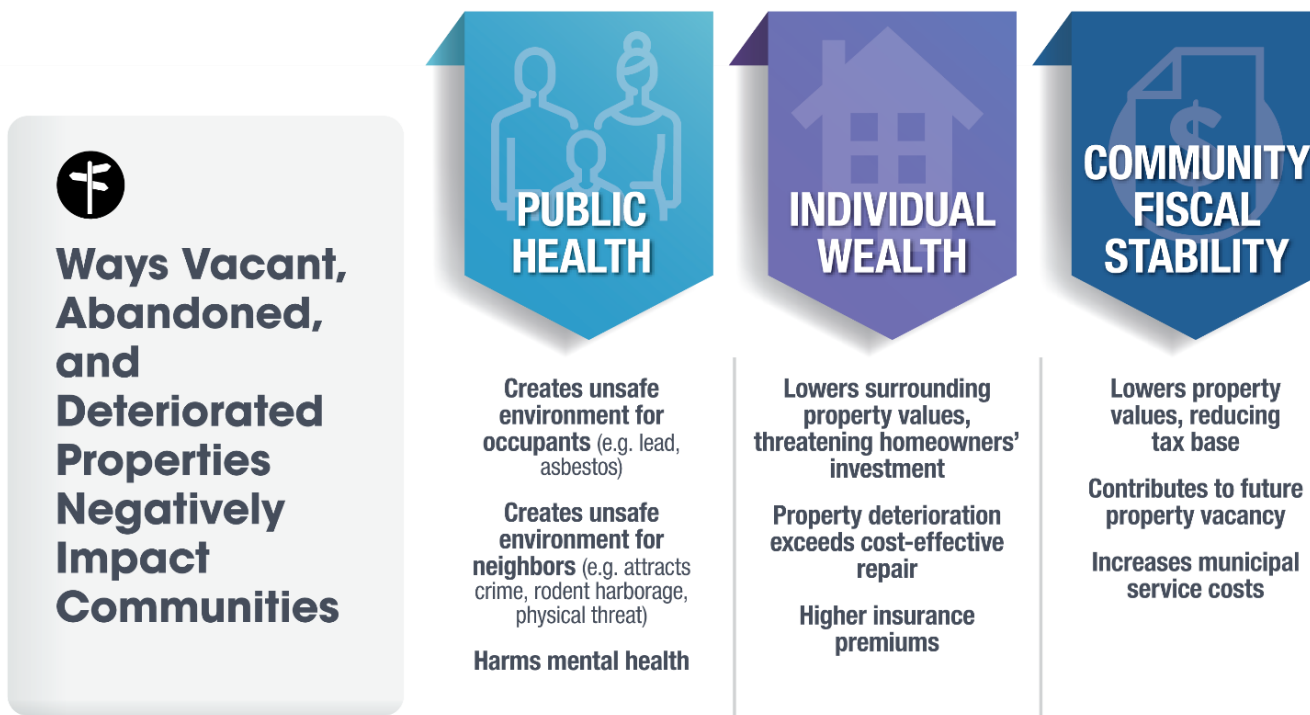 Ways Vacant,
Abandoned,
and
Deteriorated
Properties
Negatively
Impact
Communities
PUBLIC
HEALTH
Creates unsafe
environment for
occupants (e.g. lead,
asbestos)
Creates unsafe
environment for
neighbors (e.g. attracts
crime, rodent harborage,
physical threat)
Harms mental health
INDIVIDUAL
WEALTH
Lowers surrounding
property values,
threatening homeowners’
investment
Property deterioration
exceeds cost-effective
repair
Higher insurance
premiums
$
COMMUNITY
FISCAL
STABILITY
Lowers property
values, reducing
tax base
Contributes to future
property vacancy
Increases municipal
service costs